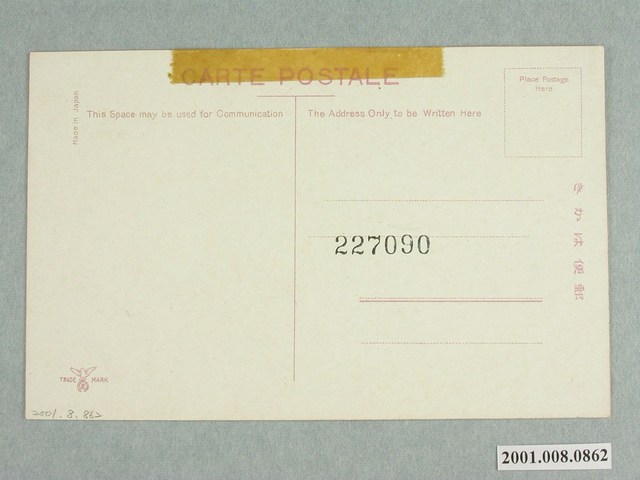 CARTE POSTALE
Made in Japan
This Space may be used for Communication
The Address Only to be Written Here
Place Postage
Here
きかは便郵
227090
TRADE MARK
2001.8.862
2001.008.0862